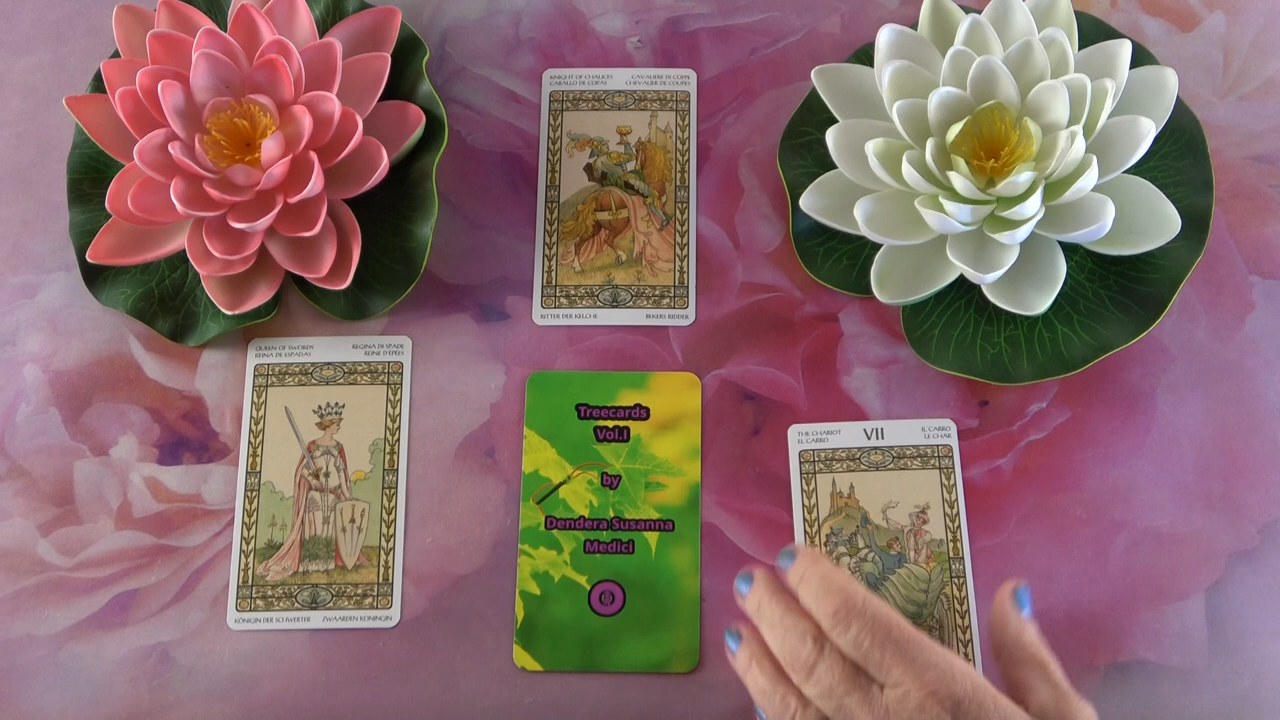 KNIGHT OF CHALICES CAVALIERE DI COPPE
CABALLO DE COPAS CHEVALIER DE COUPES
RITTER DER KELCHE BEKERS RIDDER
QUEEN OF SWORDS REGINA DI SPADE
REINA DE ESPADAS REINE D'EPEES
KÖNIGIN DER SCHWERTER ZWAARDEN KONINGIN
Treecards
Vol.I
by
Dendera Susanna
Medici
THE CHARIOT VII IL CARRO
EL CARRO LE CHAR